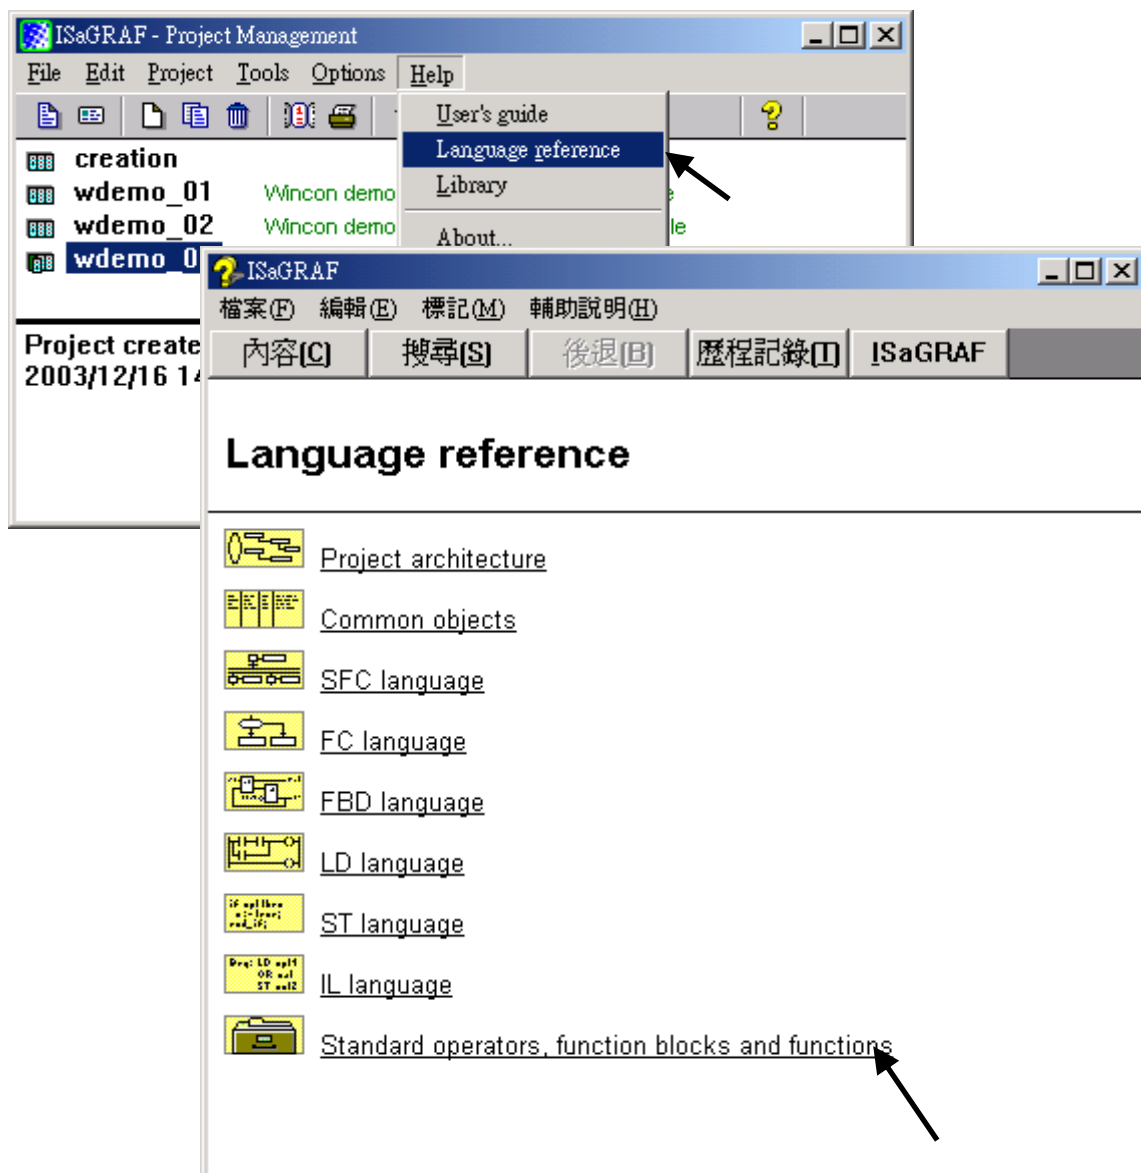 ISaGRAF - Project Management
File Edit Project Tools Options Help
User's guide
Language reference
Library
About...
creation
wdemo_01 Wincon demo
wdemo_02 Wincon demo le
wdemo_0
Project create
2003/12/16 14
ISaGRAF
檔案(F) 編輯(E) 標記(M) 輔助說明(H)
內容(C) 搜尋(S) 後退(B) 歷程記錄(T) ISaGRAF
Language reference
Project architecture
Common objects
SFC language
FC language
FBD language
LD language
ST language
IL language
Standard operators, function blocks and functions